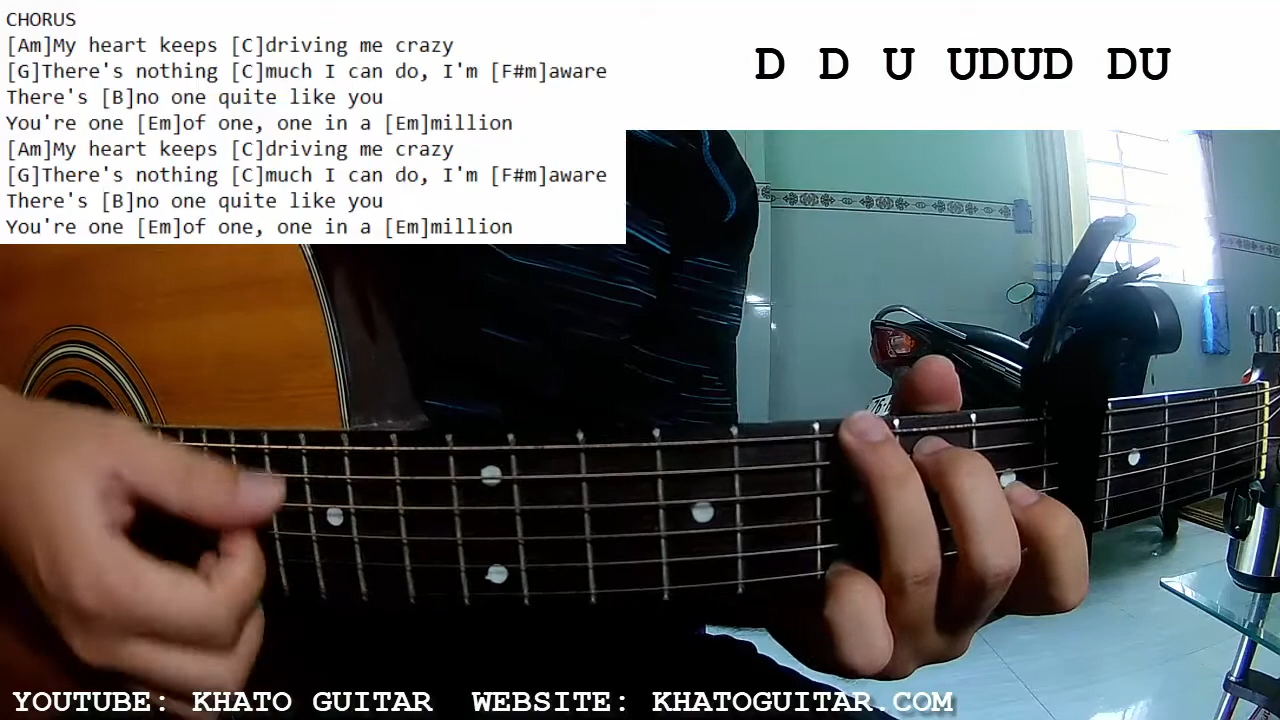 CHORUS
[Am]My heart keeps [C]driving me crazy
[G]There's nothing [C]much I can do, I'm [F#m]aware
There's [B]no one quite like you
You're one [Em]of one, one in a [Em]million
[Am]My heart keeps [C]driving me crazy
[G]There's nothing [C]much I can do, I'm [F#m]aware
There's [B]no one quite like you
You're one [Em]of one, one in a [Em]million
D D U UDUD DU
YOUTUBE: KHATO GUITAR WEBSITE: KHATOGUITAR.COM